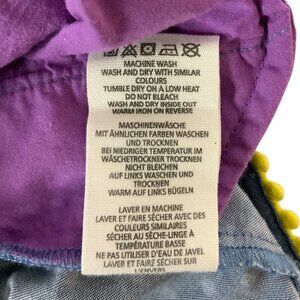 MACHINE WASH
WASH AND DRY WITH SIMILAR
COLOURS
TUMBLE DRY ON A LOW HEAT
DO NOT BLEACH
WASH AND DRY INSIDE OUT
WARM IRON ON REVERSE
MASCHINENWÄSCHE
MIT ÄHNLICHEN FARBEN WASCHEN
UND TROCKNEN
BEI NIEDRIGER TEMPERATUR IM
WÄSCHETROCKNER TROCKNEN
NICHT BLEICHEN
AUF LINKS WASCHEN UND
TROCKNEN
WARM AUF LINKS BÜGELN
LAVER EN MACHINE
LAVER ET FAIRE SÉCHER AVEC DES
COULEURS SIMILAIRES
SÉCHER AU SÈCHE-LINGE À
TEMPÉRATURE BASSE
NE PAS UTILISER D'EAU DE JAVEL
LAVER ET FAIRE SÉCHER SUR
L'ENVERS